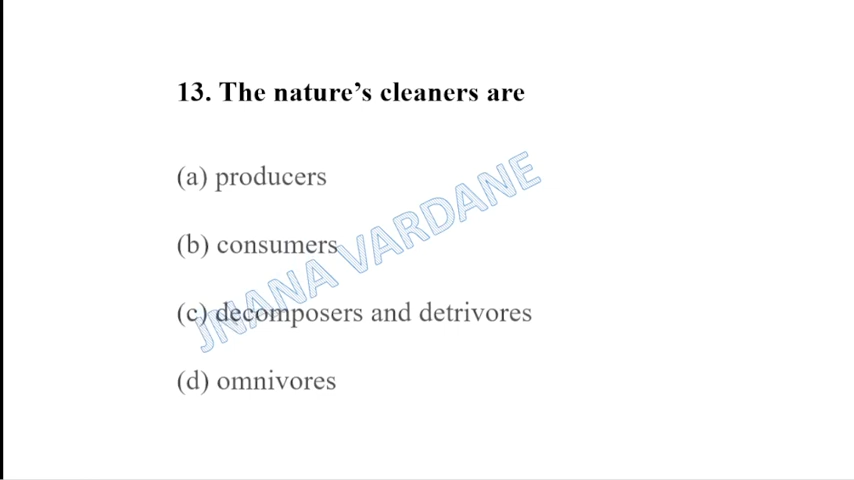 13. The nature's cleaners are
(a) producers
(b) consumers
(c) decomposers and detrivores
(d) omnivores
JNANA VARDANE